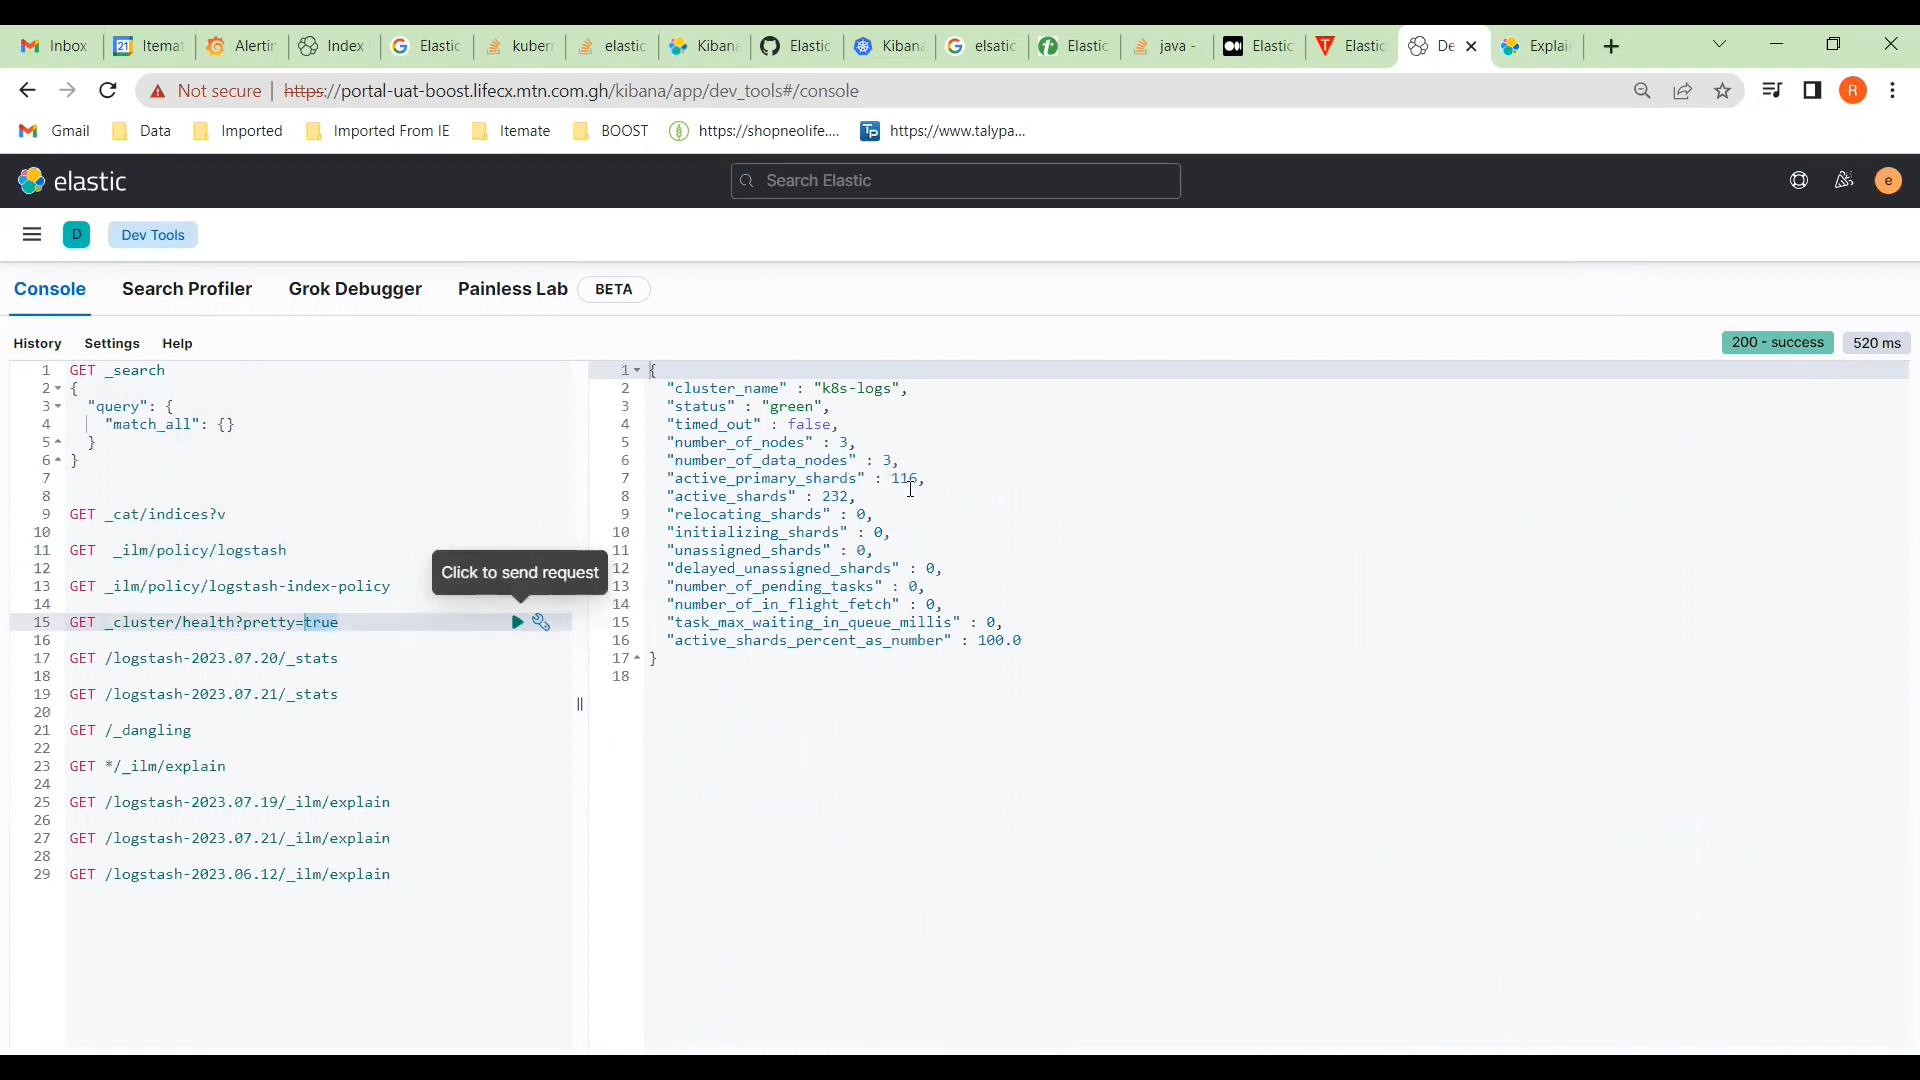 Inbox
Itemat
Alertin
Index
Elastic
kuber
elastic
Kibana
Elastic
Kibana
elsatic
Elastic
java -
Elastic
Elastic
De
Explai
Not secure | https://portal-uat-boost.lifecx.mtn.com.gh/kibana/app/dev_tools#/console
R
Gmail Data Imported Imported From IE Itemate BOOST https://shopneolife.... https://www.talypa...
elastic
Search Elastic
e
D
Dev Tools
Console Search Profiler Grok Debugger Painless Lab BETA
History Settings Help
200 - success 520 ms
1 GET _search
2 {
3 "query": {
4 "match_all": {}
5 }
6 }
7
8
9 GET _cat/indices?v
10
11 GET _ilm/policy/logstash
12
13 GET _ilm/policy/logstash-index-policy
14
15 GET _cluster/health?pretty=true
16
17 GET /logstash-2023.07.20/_stats
18
19 GET /logstash-2023.07.21/_stats
20
21 GET /_dangling
22
23 GET */_ilm/explain
24
25 GET /logstash-2023.07.19/_ilm/explain
26
27 GET /logstash-2023.07.21/_ilm/explain
28
29 GET /logstash-2023.06.12/_ilm/explain
Click to send request
1 {
2 "cluster_name" : "k8s-logs",
3 "status" : "green",
4 "timed_out" : false,
5 "number_of_nodes" : 3,
6 "number_of_data_nodes" : 3,
7 "active_primary_shards" : 116,
8 "active_shards" : 232,
9 "relocating_shards" : 0,
10 "initializing_shards" : 0,
11 "unassigned_shards" : 0,
12 "delayed_unassigned_shards" : 0,
13 "number_of_pending_tasks" : 0,
14 "number_of_in_flight_fetch" : 0,
15 "task_max_waiting_in_queue_millis" : 0,
16 "active_shards_percent_as_number" : 100.0
17 }
18